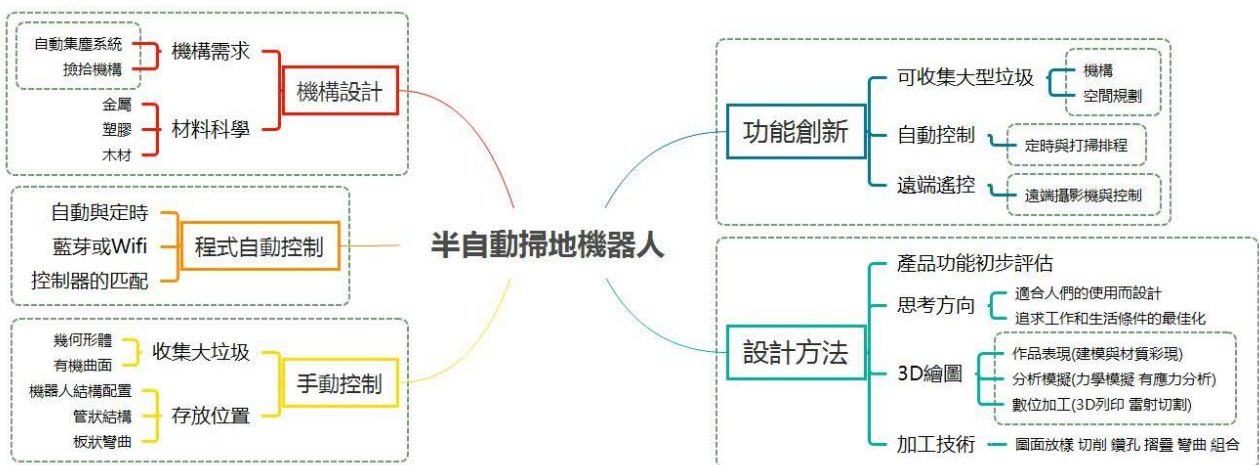 半自動掃地機器人
機構設計
機構需求
自動集塵系統
撿拾機構
材料科學
金屬
塑膠
木材
程式自動控制
自動與定時
藍芽或Wifi
控制器的匹配
手動控制
收集大垃圾
幾何形體
有機曲面
存放位置
機器人結構配置
管狀結構
板狀彎曲
功能創新
可收集大型垃圾
機構
空間規劃
自動控制
定時與打掃排程
遠端遙控
遠端攝影機與控制
設計方法
產品功能初步評估
思考方向
適合人們的使用而設計
追求工作和生活條件的最佳化
3D繪圖
作品表現(建模與材質彩現)
分析模擬(力學模擬 有應力分析)
數位加工(3D列印 雷射切割)
加工技術
圖面放樣 切削 鑽孔 摺疊 彎曲 組合